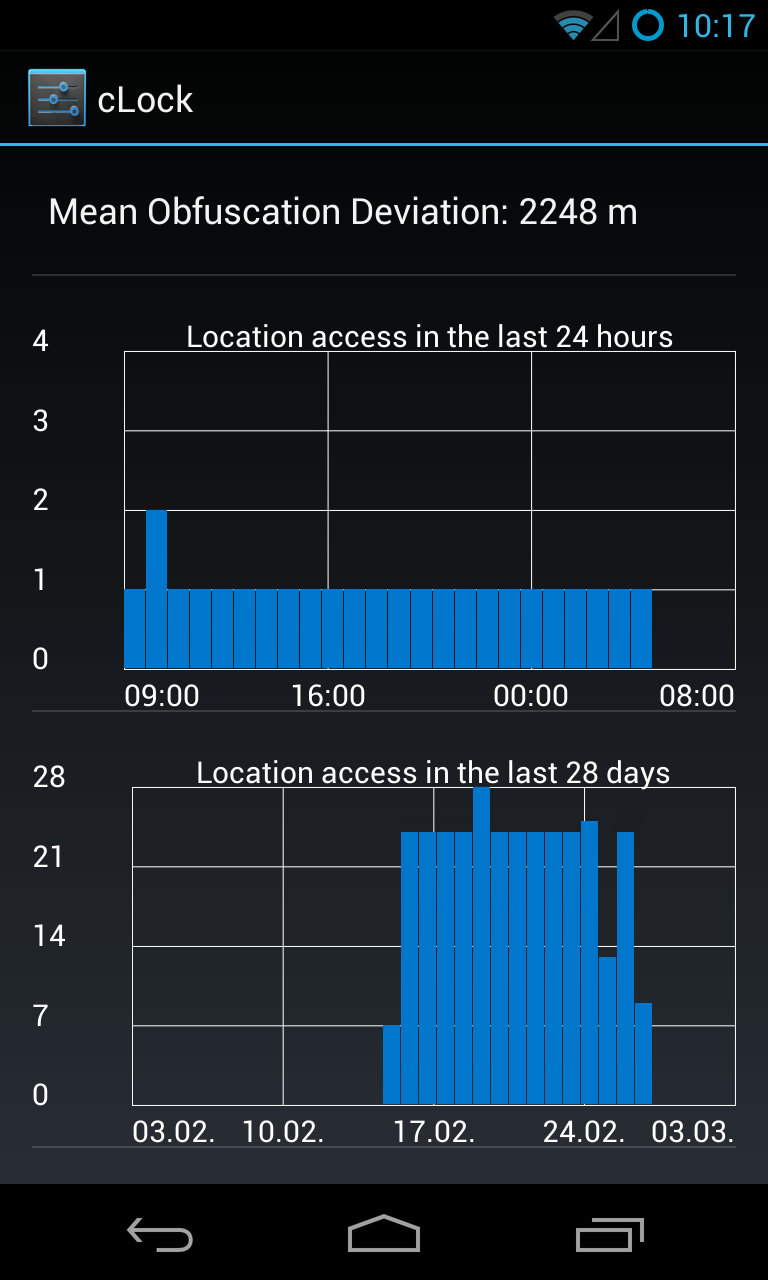 10:17
cLock
Mean Obfuscation Deviation: 2248 m
Location access in the last 24 hours
4
3
2
1
0
09:00 16:00 00:00 08:00
Location access in the last 28 days
28
21
14
7
0
03.02. 10.02. 17.02. 24.02. 03.03.